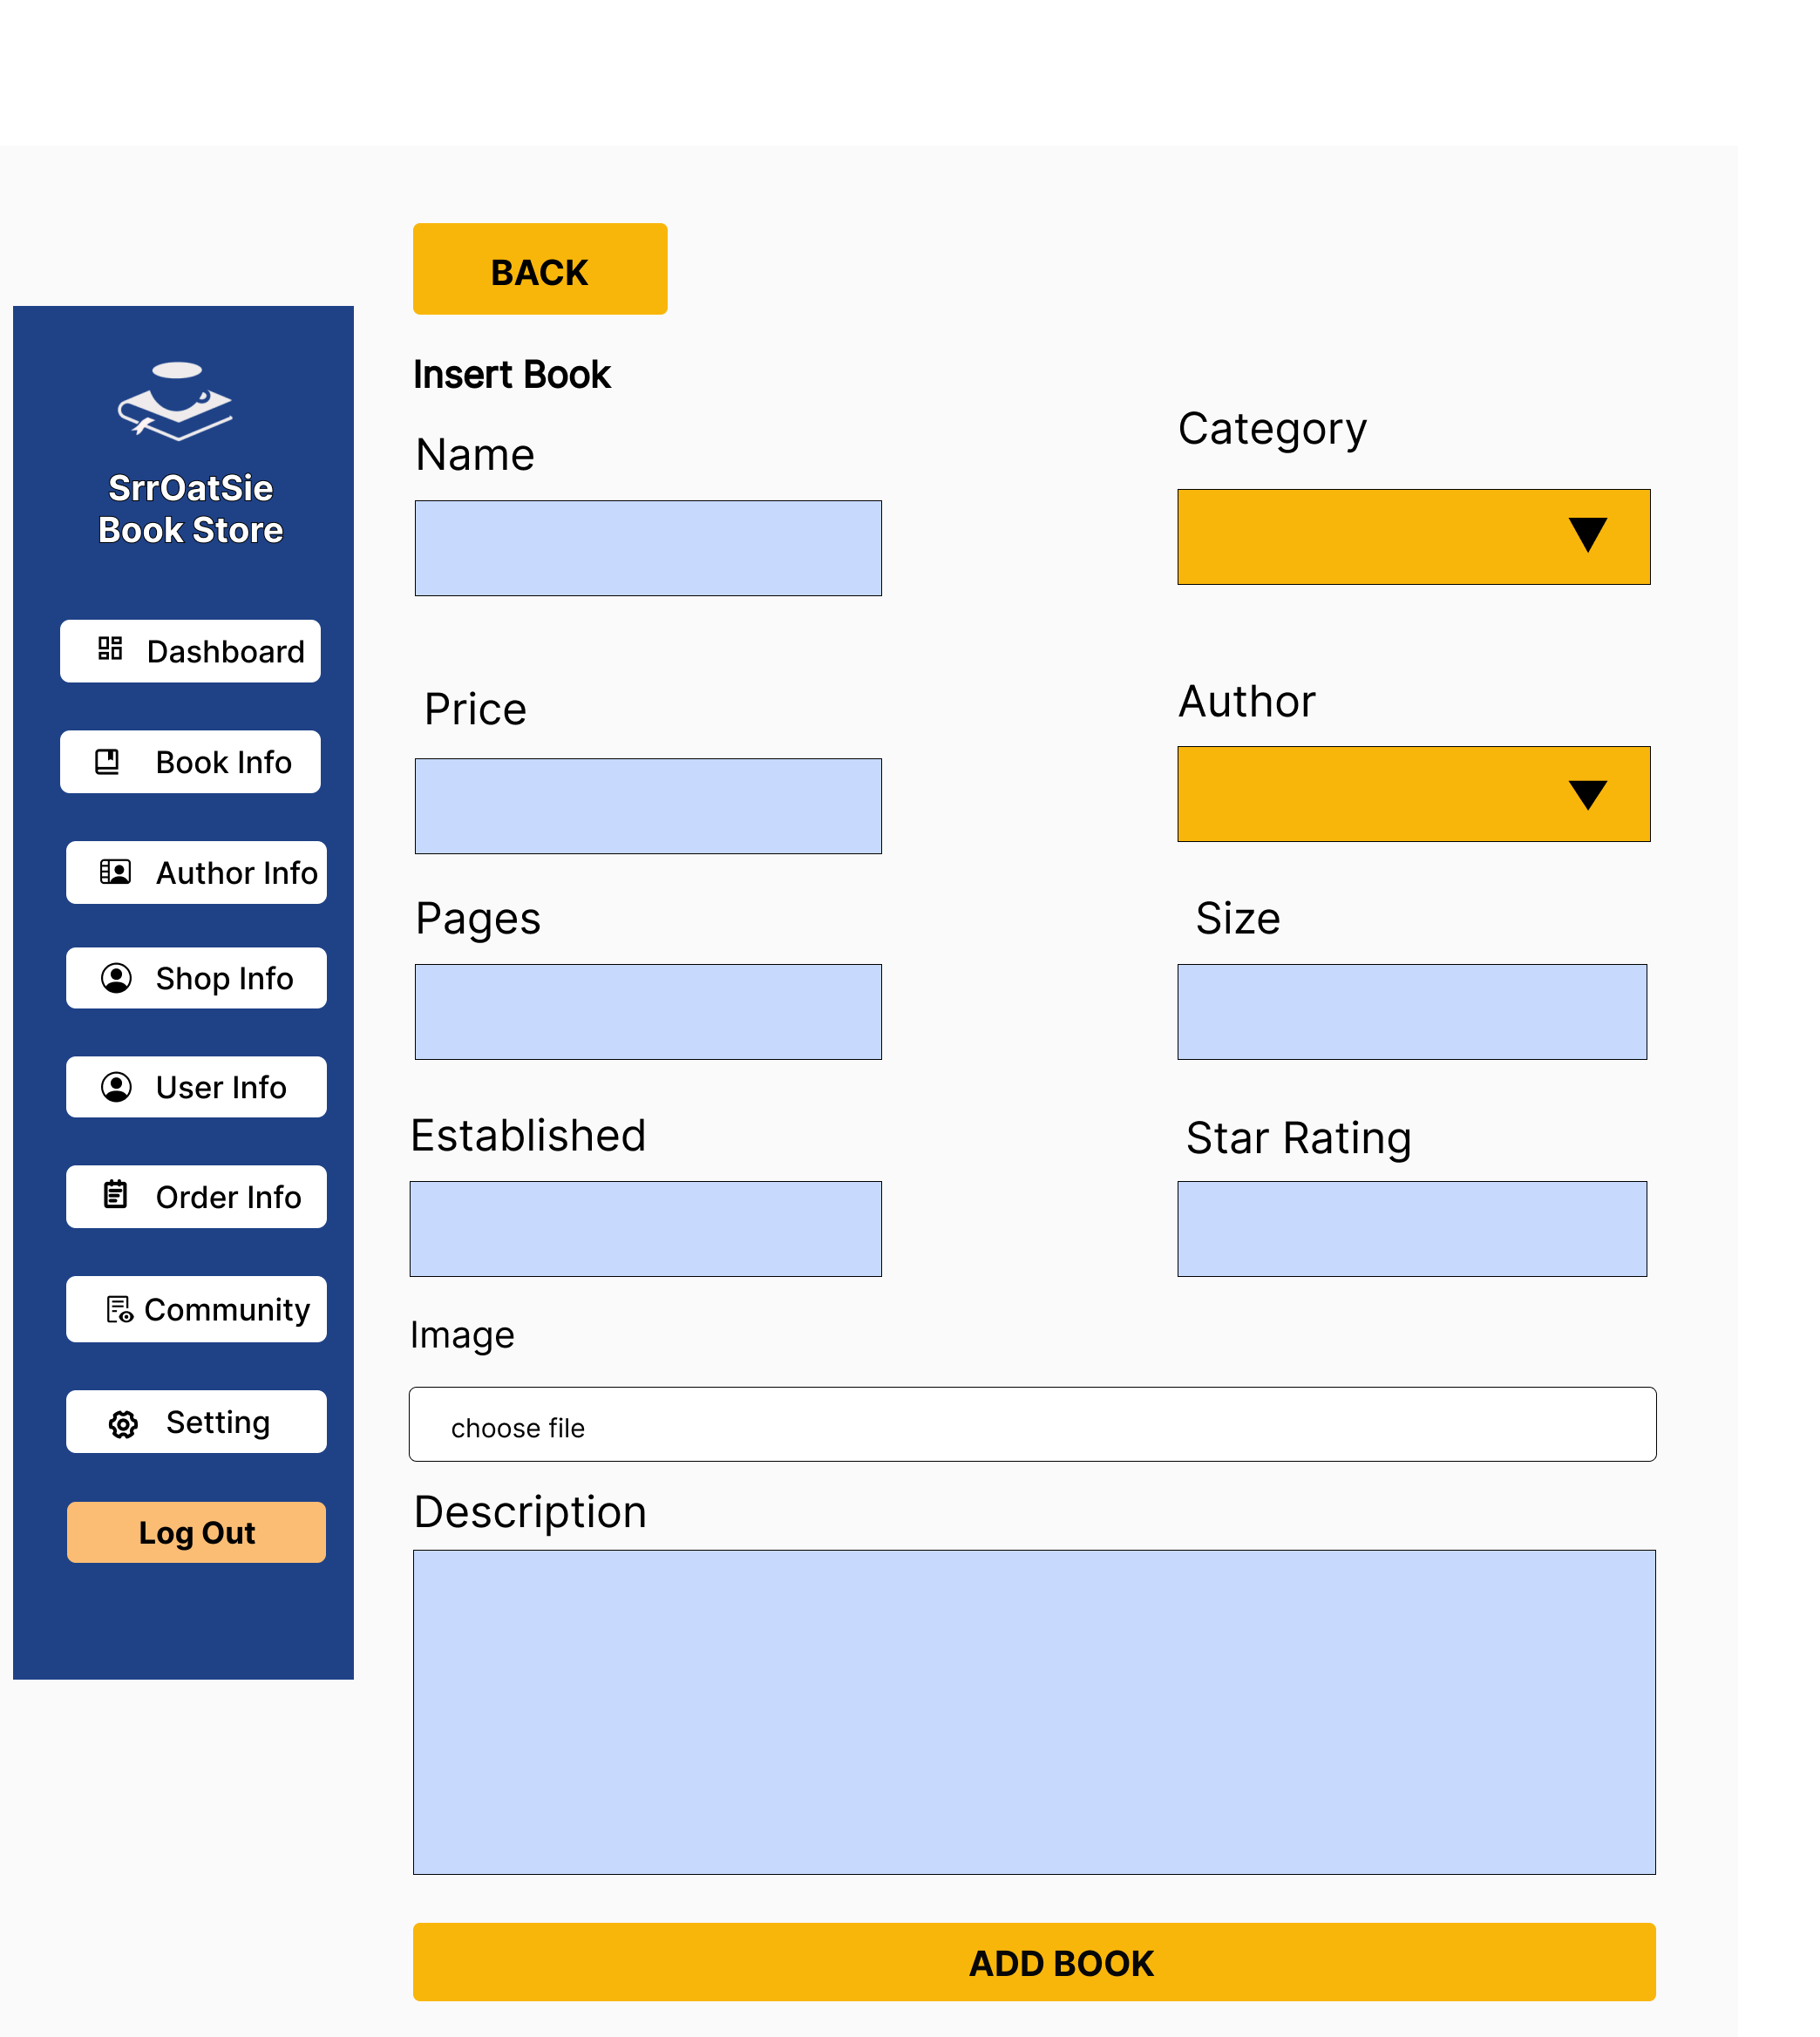 SrrOatSie
Book Store
Dashboard
Book Info
Author Info
Shop Info
User Info
Order Info
Community
Setting
Log Out
BACK
Insert Book
Name
Category
Price
Author
Pages
Size
Established
Star Rating
Image
choose file
Description
ADD BOOK